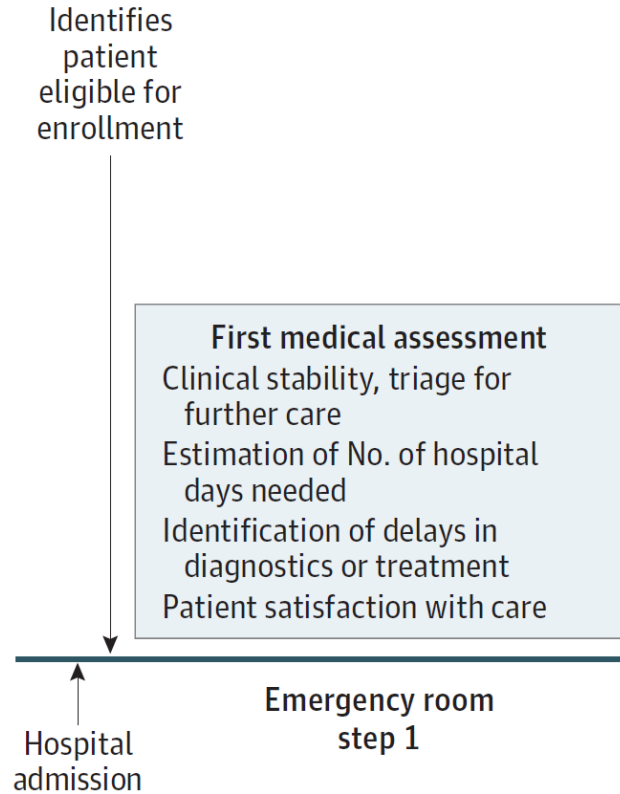 Identifies
patient
eligible for
enrollment
First medical assessment
Clinical stability, triage for
further care
Estimation of No. of hospital
days needed
Identification of delays in
diagnostics or treatment
Patient satisfaction with care
Emergency room
step 1
Hospital
admission